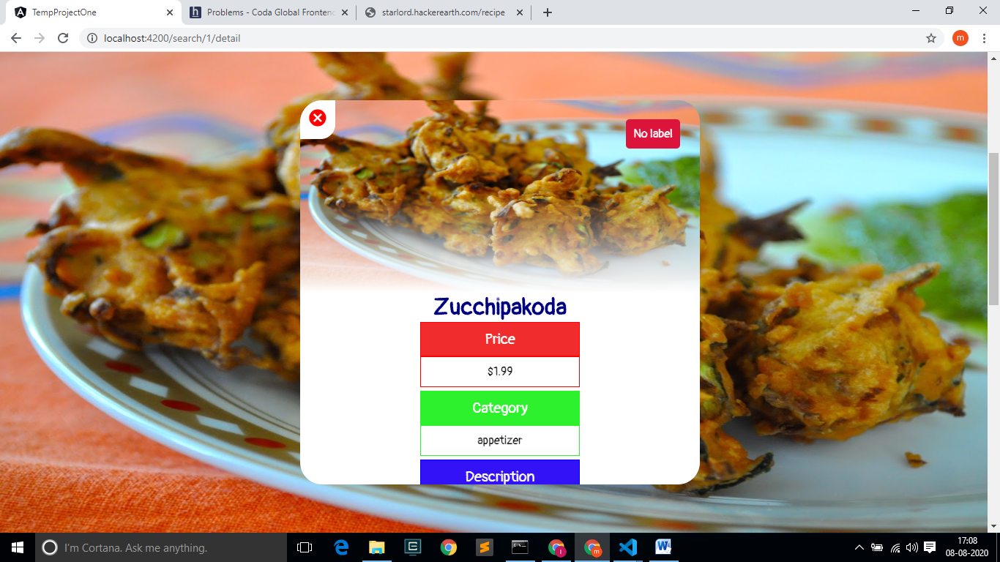 TempProjectOne
Problems - Coda Global Frontend
starlord.hackerearth.com/recipe
localhost:4200/search/1/detail
m
No label
Zucchipakoda
Price
$1.99
Category
appetizer
Description
I'm Cortana. Ask me anything.
17:08
08-08-2020